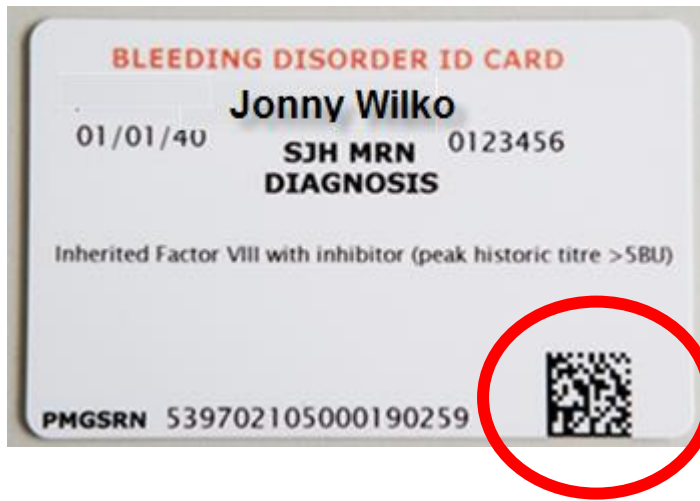 BLEEDING DISORDER ID CARD
Jonny Wilko
01/01/40 SJH MRN 0123456
DIAGNOSIS
Inherited Factor VIII with inhibitor (peak historic titre >5BU)
PMGSRN 539702105000190259